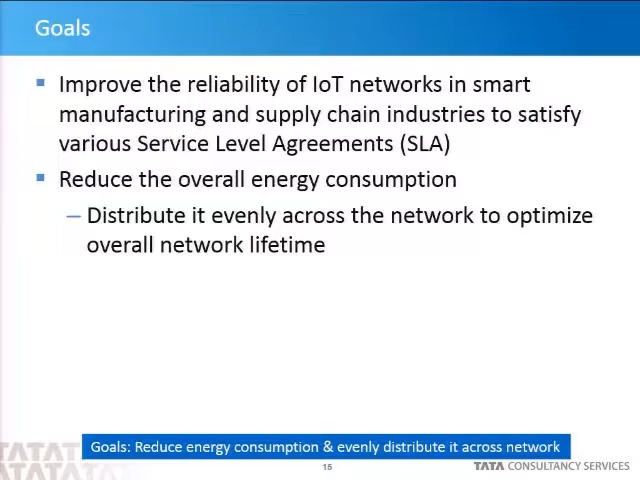 Goals
Improve the reliability of IoT networks in smart
manufacturing and supply chain industries to satisfy
various Service Level Agreements (SLA)
Reduce the overall energy consumption
– Distribute it evenly across the network to optimize
overall network lifetime
Goals: Reduce energy consumption & evenly distribute it across network
15
TATA CONSULTANCY SERVICES
TATAT
ATATAT